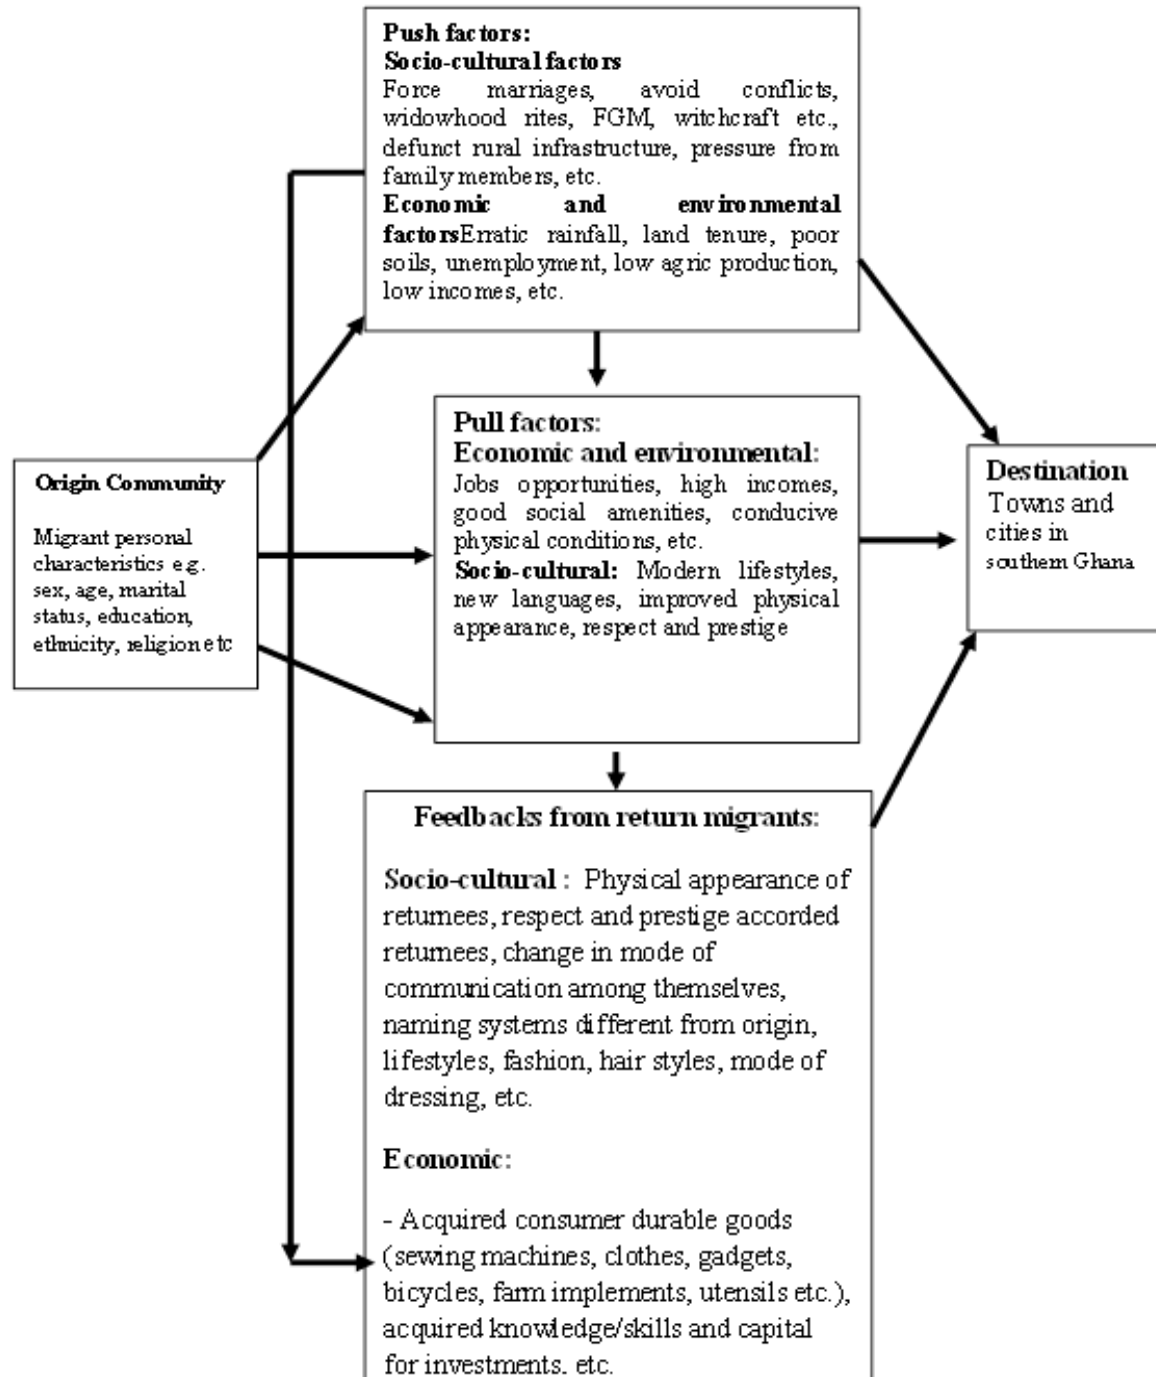 Push factors:
Socio-cultural factors
Force marriages, avoid conflicts,
widowhood rites, FGM, witchcraft etc.,
defunct rural infrastructure, pressure from
family members, etc.
Economic and environmental
factorsErratic rainfall, land tenure, poor
soils, unemployment, low agric production,
low incomes, etc.
Origin Community
Migrant personal
characteristics e.g.
sex, age, marital
status, education,
ethnicity, religion etc
Pull factors:
Economic and environmental:
Jobs opportunities, high incomes,
good social amenities, conducive
physical conditions, etc.
Socio-cultural: Modern lifestyles,
new languages, improved physical
appearance, respect and prestige
Destination
Towns and
cities in
southern Ghana
Feedbacks from return migrants:
Socio-cultural : Physical appearance of
returnees, respect and prestige accorded
returnees, change in mode of
communication among themselves,
naming systems different from origin,
lifestyles, fashion, hair styles, mode of
dressing, etc.
Economic:
- Acquired consumer durable goods
(sewing machines, clothes, gadgets,
bicycles, farm implements, utensils etc.),
acquired knowledge/skills and capital
for investments. etc.